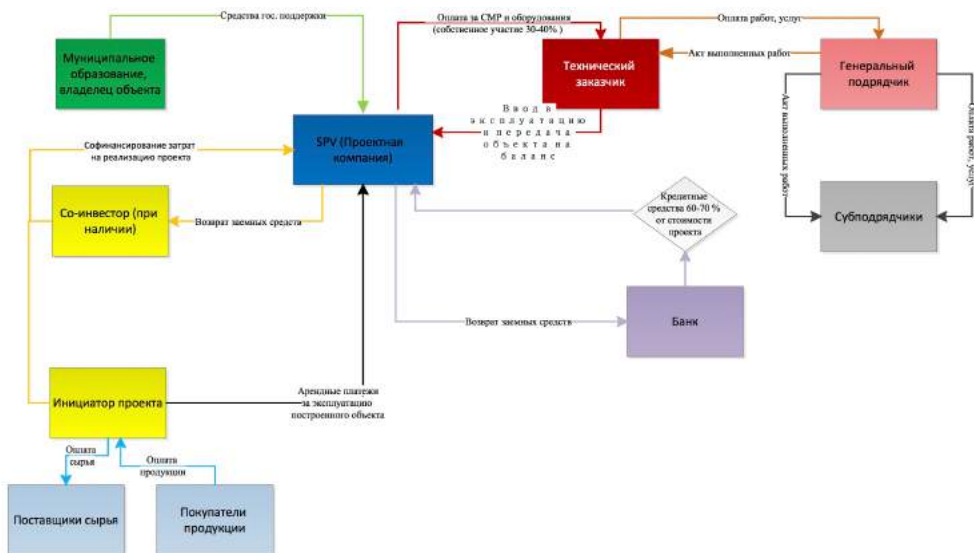 Средства гос. поддержки
Оплата за СМР и оборудования
(собственное участие 30-40% )
Оплата работ, услуг
Муниципальное
образование,
владелец объекта
Технический
заказчик
Акт выполненных работ
Генеральный
подрядчик
SPV (Проектная
компания)
Ввод в
эксплуатацию
и передача
объекта на
баланс
Акт выполненных работ
Оплата работ, услуг
Софинансирование затрат
на реализацию проекта
Со-инвестор (при
наличии)
Возврат заемных средств
Кредитные
средства 60-70 %
от стоимости
проекта
Субподрядчики
Возврат заемных средств
Банк
Инициатор проекта
Арендные платежи
за эксплуатацию
построенного объекта
Оплата
сырья
Оплата
продукции
Поставщики сырья
Покупатели
продукции